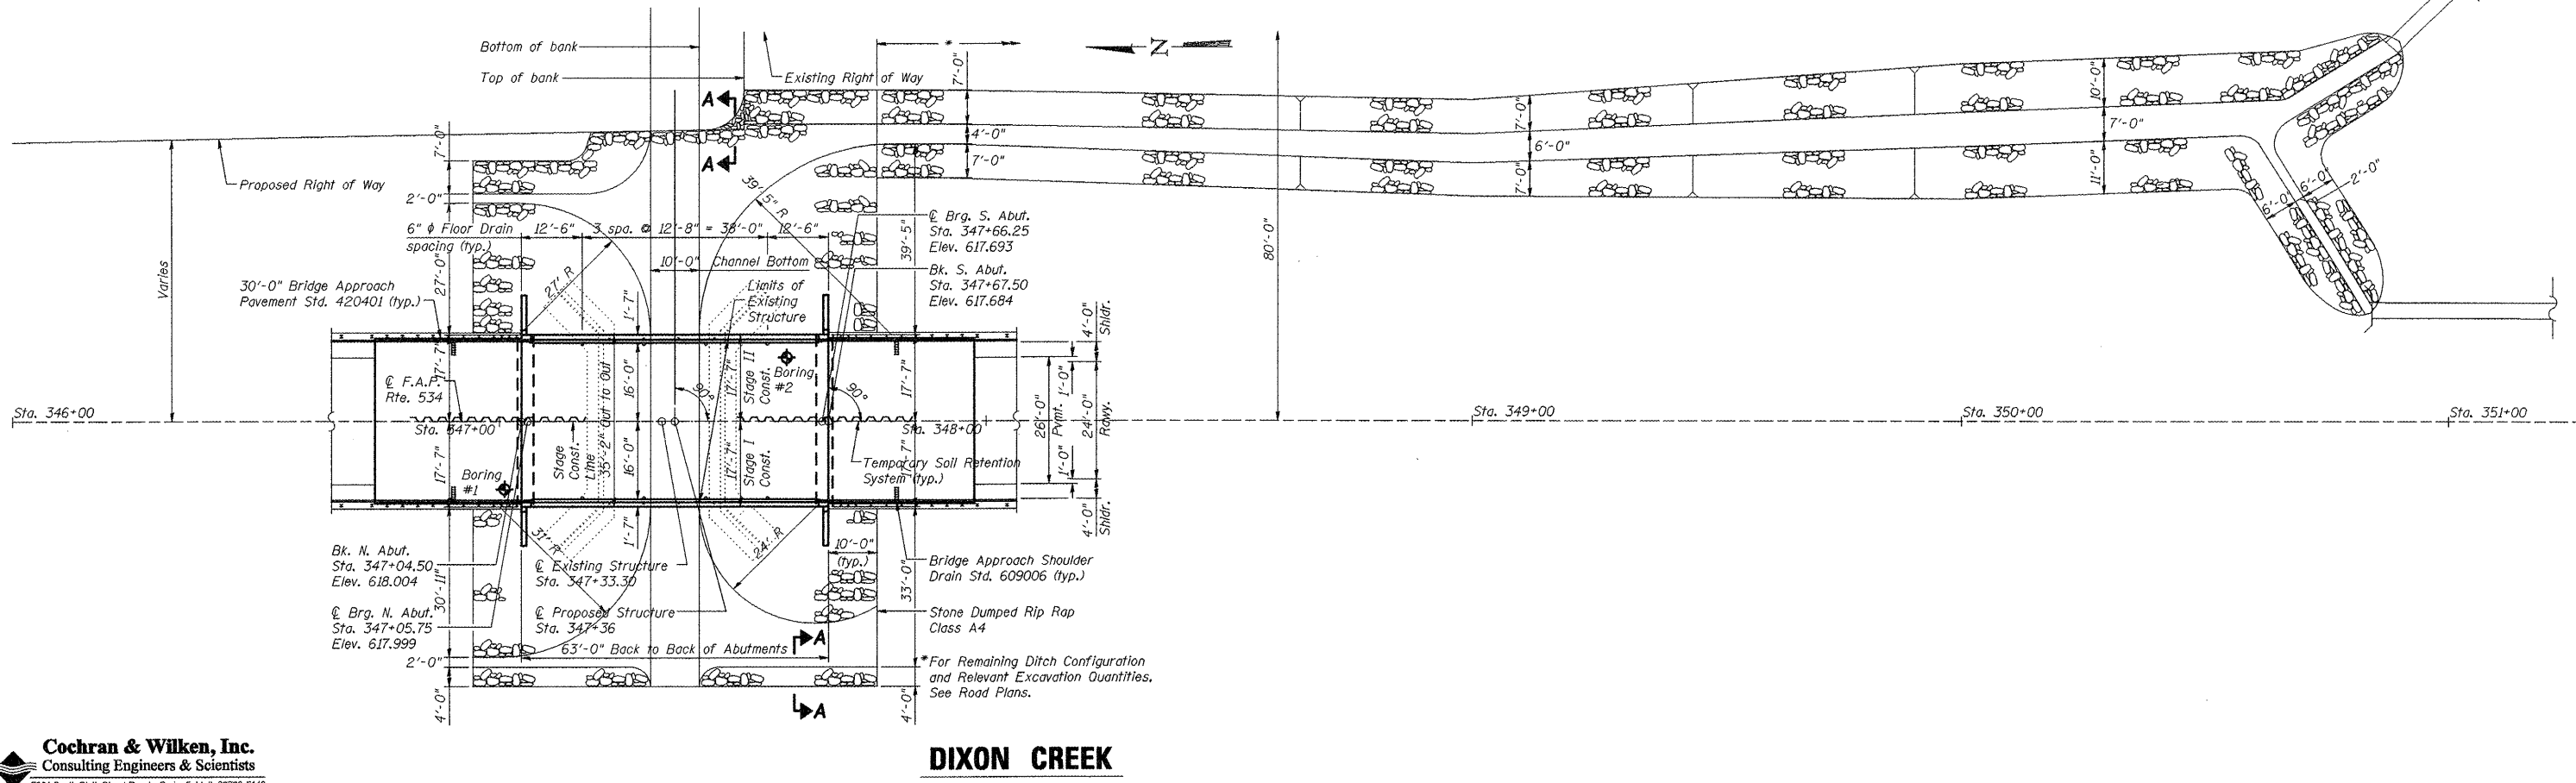 Bottom of bank
Top of bank
Existing Right of Way
*
N
A
A
7'-0"
4'-0"
7'-0"
7'-0"
6'-0"
7'-0"
10'-0"
7'-0"
11'-0"
6'-0"
2'-0"
6'-0"
80'-0"
Proposed Right of Way
Varies
7'-0"
2'-0"
27'-0"
6" φ Floor Drain
spacing (typ.)
12'-6"
3 spa. @ 12'-8" = 38'-0"
12'-6"
39'-5" R
39'-5"
27' R
10'-0"
Channel Bottom
℄ Brg. S. Abut.
Sta. 347+66.25
Elev. 617.693
Bk. S. Abut.
Sta. 347+67.50
Elev. 617.684
30'-0" Bridge Approach
Pavement Std. 420401 (typ.)
Limits of
Existing
Structure
1'-7"
17'-7"
℄ F.A.P.
Rte. 534
35'-2" Out to Out
16'-0"
90°
17'-7"
Stage II
Const.
Boring
#2
90°
17'-7"
26'-0"
Pvmt.
1'-0"
4'-0"
Shldr.
24'-0"
Rdwy.
Sta. 346+00
Sta. 347+00
Sta. 348+00
Sta. 349+00
Sta. 350+00
Sta. 351+00
17'-7"
Boring
#1
Stage
Const.
Line
16'-0"
17'-7"
Stage I
Const.
Temporary Soil Retention
System (typ.)
17'-7"
1'-0"
4'-0"
Shldr.
1'-7"
31' R
24' R
10'-0"
(typ.)
Bk. N. Abut.
Sta. 347+04.50
Elev. 618.004
℄ Existing Structure
Sta. 347+33.30
Bridge Approach Shoulder
Drain Std. 609006 (typ.)
30'-11"
33'-0"
℄ Brg. N. Abut.
Sta. 347+05.75
Elev. 617.999
℄ Proposed Structure
Sta. 347+36
Stone Dumped Rip Rap
Class A4
A
63'-0" Back to Back of Abutments
2'-0"
*For Remaining Ditch Configuration
and Relevant Excavation Quantities.
See Road Plans.
4'-0"
4'-0"
A
Cochran & Wilken, Inc.
Consulting Engineers & Scientists
DIXON CREEK